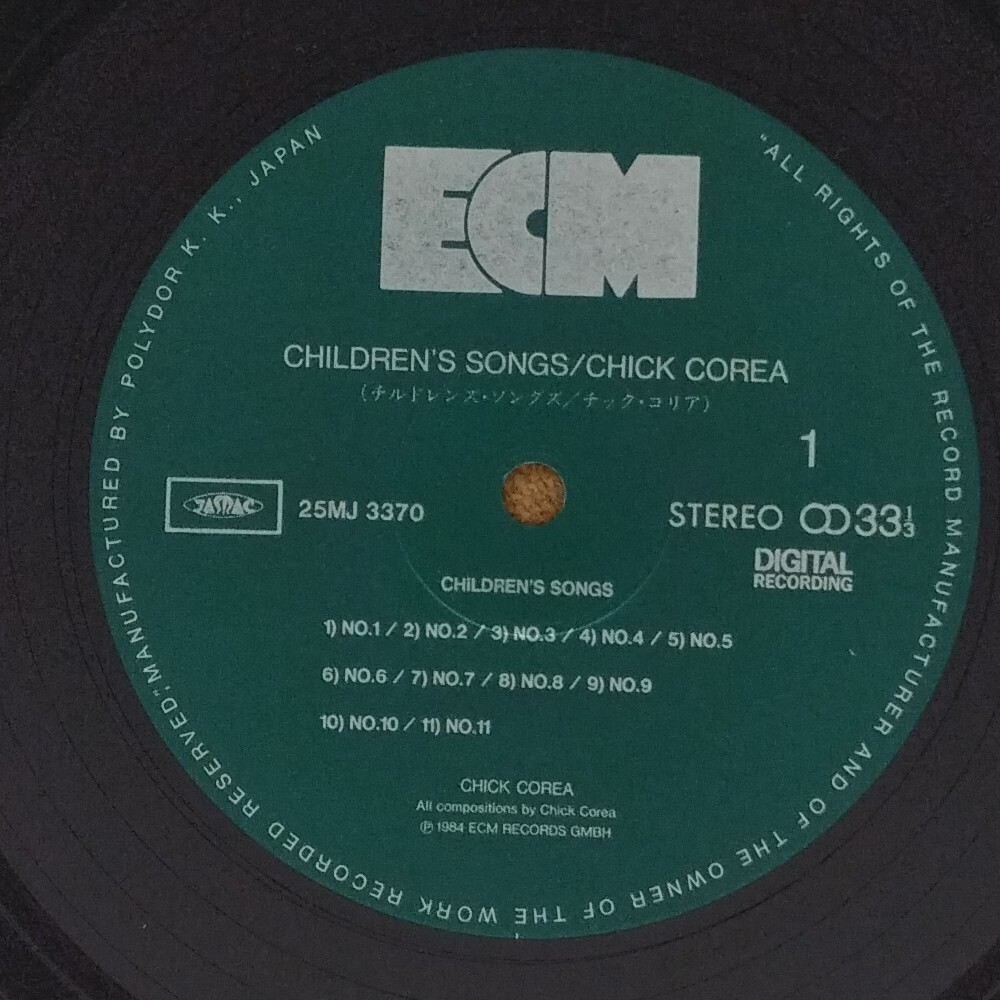 ECM
CHILDREN'S SONGS/CHICK COREA
(チルドレンズ・ソングズ/チック・コリア)
1
JASRAC
25MJ 3370
STEREO 33 1/3
DIGITAL
RECORDING
CHILDREN'S SONGS
1) NO.1 / 2) NO.2 / 3) NO.3 / 4) NO.4 / 5) NO.5
6) NO.6 / 7) NO.7 / 8) NO.8 / 9) NO.9
10) NO.10 / 11) NO.11
CHICK COREA
All compositions by Chick Corea
℗ 1984 ECM RECORDS GMBH
"ALL RIGHTS OF THE RECORD MANUFACTURER AND OF THE OWNER OF THE WORK RECORDED RESERVED," MANUFACTURED BY POLYDOR K. K., JAPAN